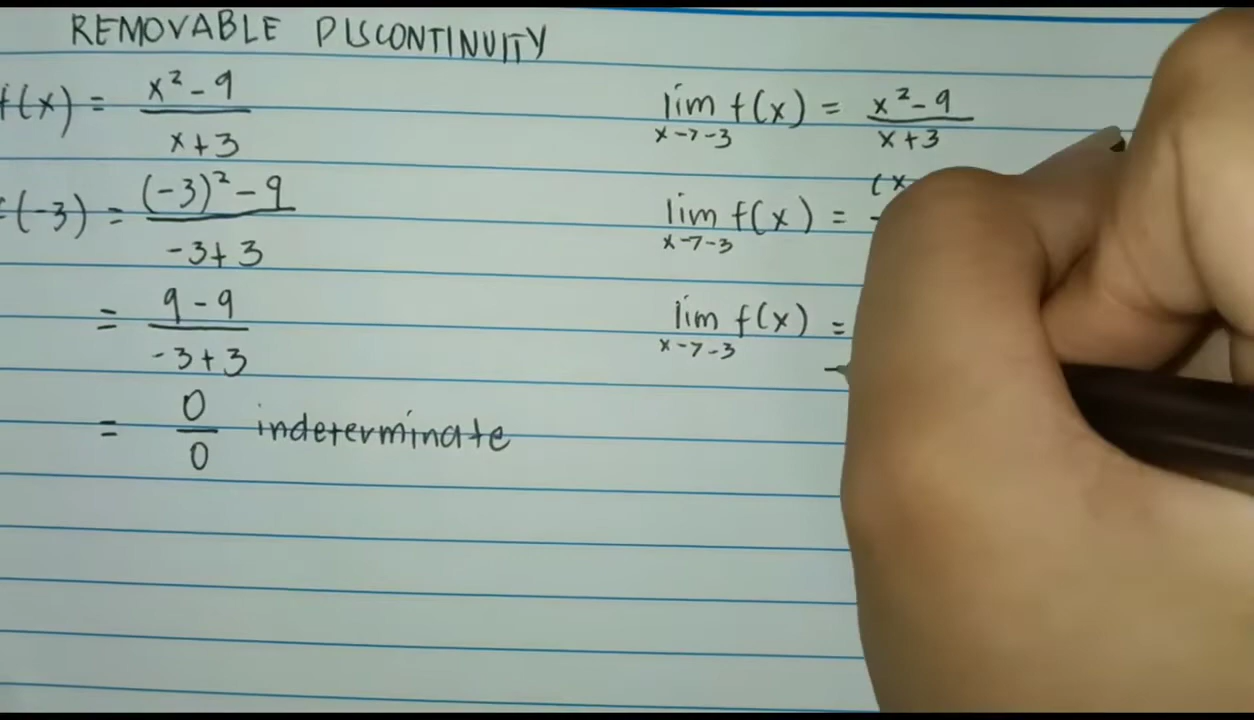 REMOVABLE DISCONTINUITY
f(x) = x² - 9
x + 3
f(-3) = (-3)² - 9
-3 + 3
= 9 - 9
-3 + 3
= 0
0 indeterminate
lim f(x) = x² - 9
x→-3 x + 3
lim f(x) = (x
x→-3
lim f(x) =
x→-3